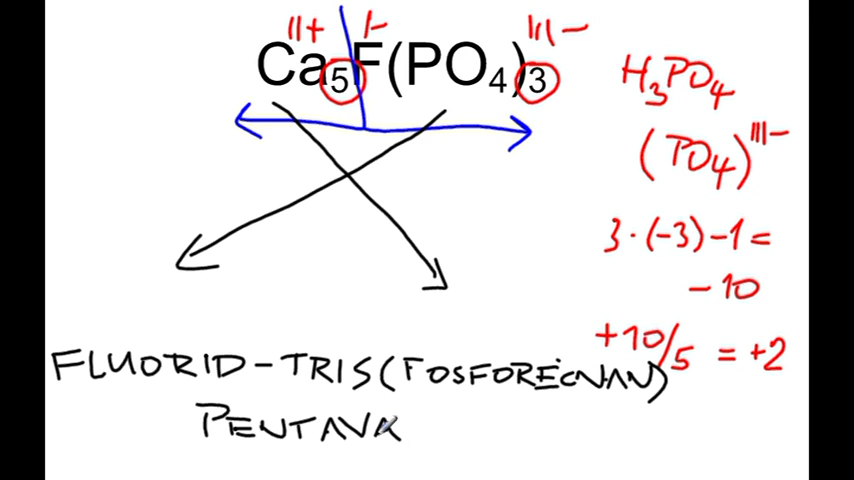 II+ I- III-
Ca5F(PO4)3
H3PO4
(PO4)III-
3·(-3)-1=
-10
+10/5 = +2
FLUORID-TRIS(FOSFOREČNAN)
PENTAVÁ